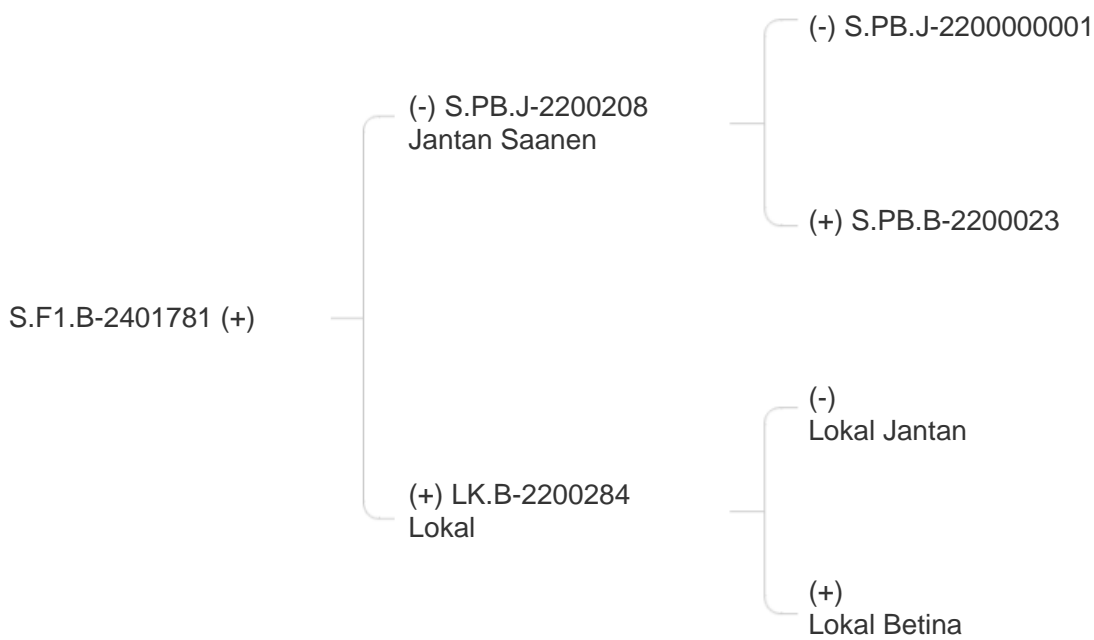 (-) S.PB.J-2200000001
(-) S.PB.J-2200208
Jantan Saanen
(+) S.PB.B-2200023
S.F1.B-2401781 (+)
(-)
Lokal Jantan
(+) LK.B-2200284
Lokal
(+)
Lokal Betina